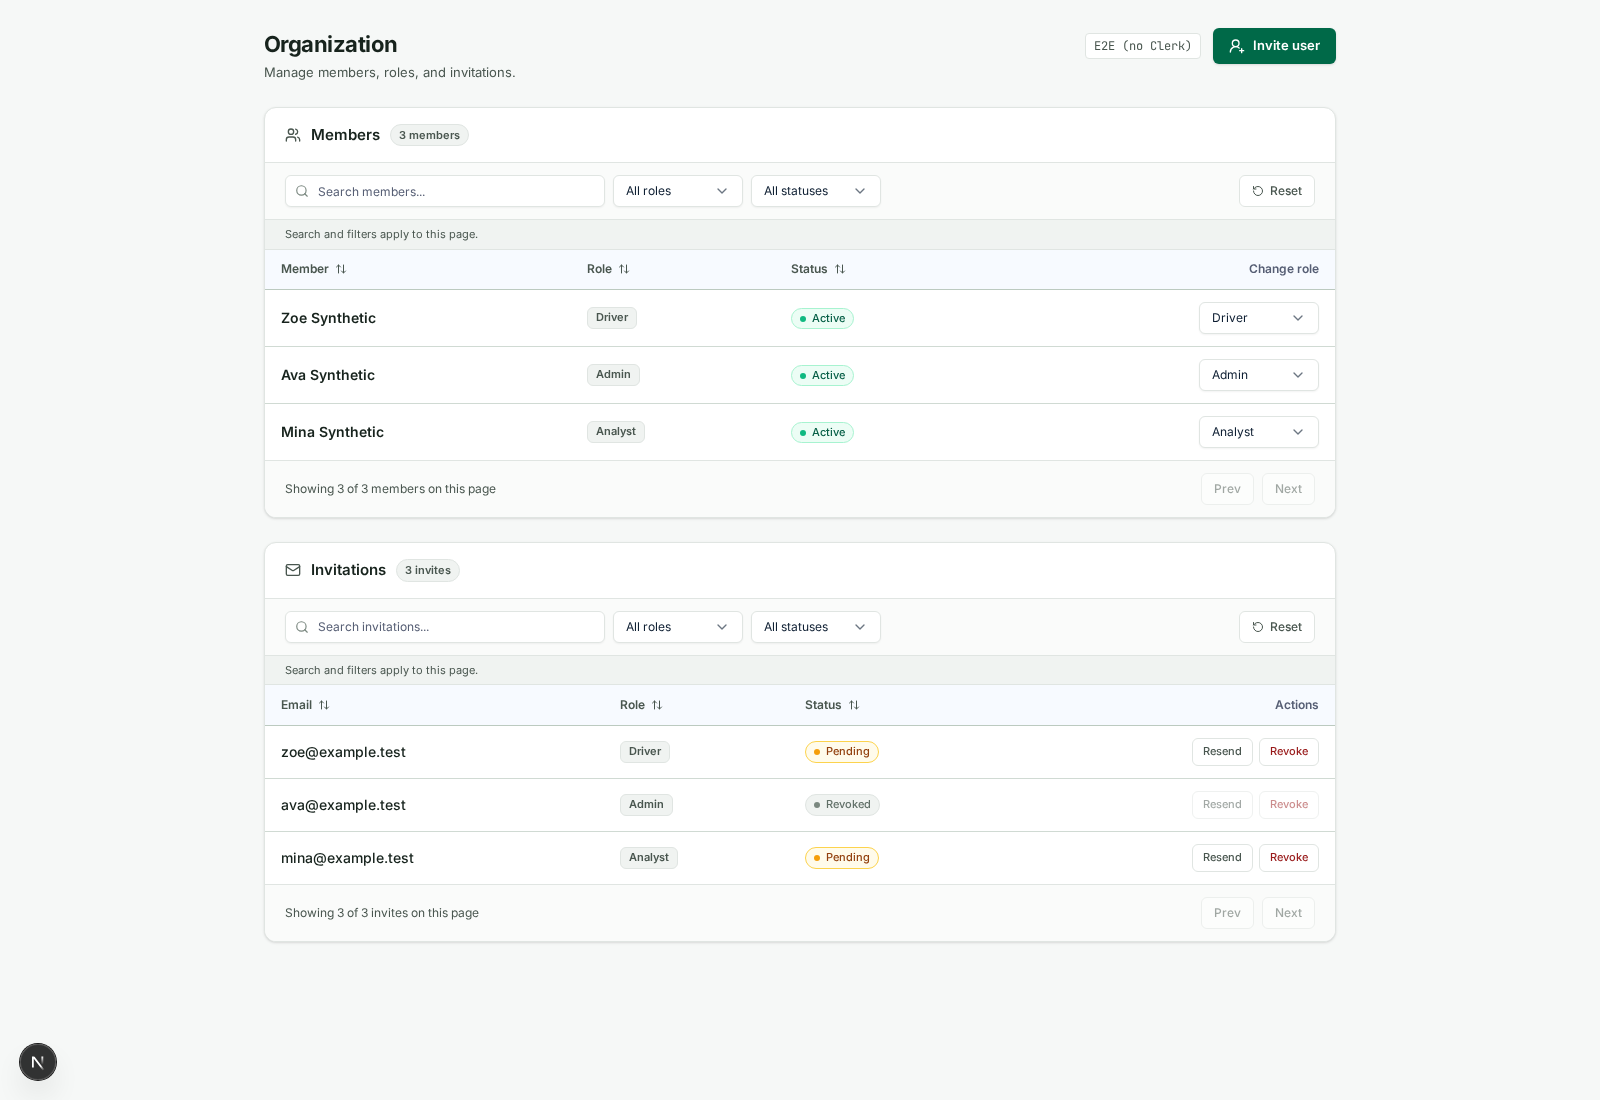 Organization
Manage members, roles, and invitations.
E2E (no Clerk)
Invite user
Members
3 members
Search members...
All roles
All statuses
Reset
Search and filters apply to this page.
Member Role Status Change role
Zoe Synthetic Driver Active Driver
Ava Synthetic Admin Active Admin
Mina Synthetic Analyst Active Analyst
Showing 3 of 3 members on this page
Prev Next
Invitations
3 invites
Search invitations...
All roles
All statuses
Reset
Search and filters apply to this page.
Email Role Status Actions
zoe@example.test Driver Pending Resend Revoke
ava@example.test Admin Revoked Resend Revoke
mina@example.test Analyst Pending Resend Revoke
Showing 3 of 3 invites on this page
Prev Next
N